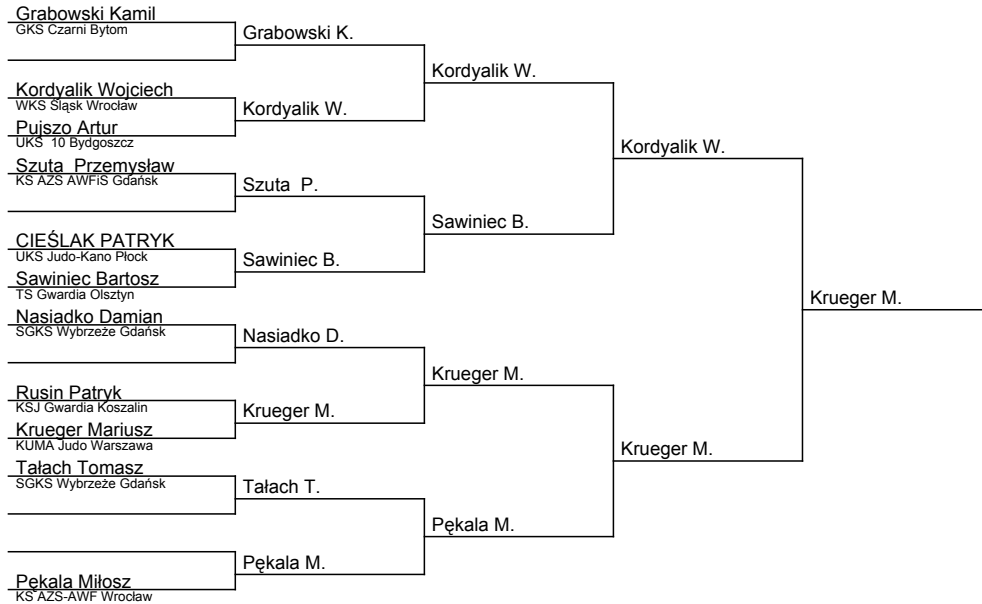 Grabowski Kamil
GKS Czarni Bytom
Kordyalik Wojciech
WKS Śląsk Wrocław
Pujszo Artur
UKS  10 Bydgoszcz
Szuta  Przemysław
KS AZS AWFiS Gdańsk
CIEŚLAK PATRYK
UKS Judo-Kano Płock
Sawiniec Bartosz
TS Gwardia Olsztyn
Nasiadko Damian
SGKS Wybrzeże Gdańsk
Rusin Patryk
KSJ Gwardia Koszalin
Krueger Mariusz
KUMA Judo Warszawa
Tałach Tomasz
SGKS Wybrzeże Gdańsk
Pękala Miłosz
KS AZS-AWF Wrocław
Grabowski K.
Kordyalik W.
Szuta  P.
Sawiniec B.
Nasiadko D.
Krueger M.
Tałach T.
Pękala M.
Kordyalik W.
Sawiniec B.
Krueger M.
Pękala M.
Kordyalik W.
Krueger M.
Krueger M.